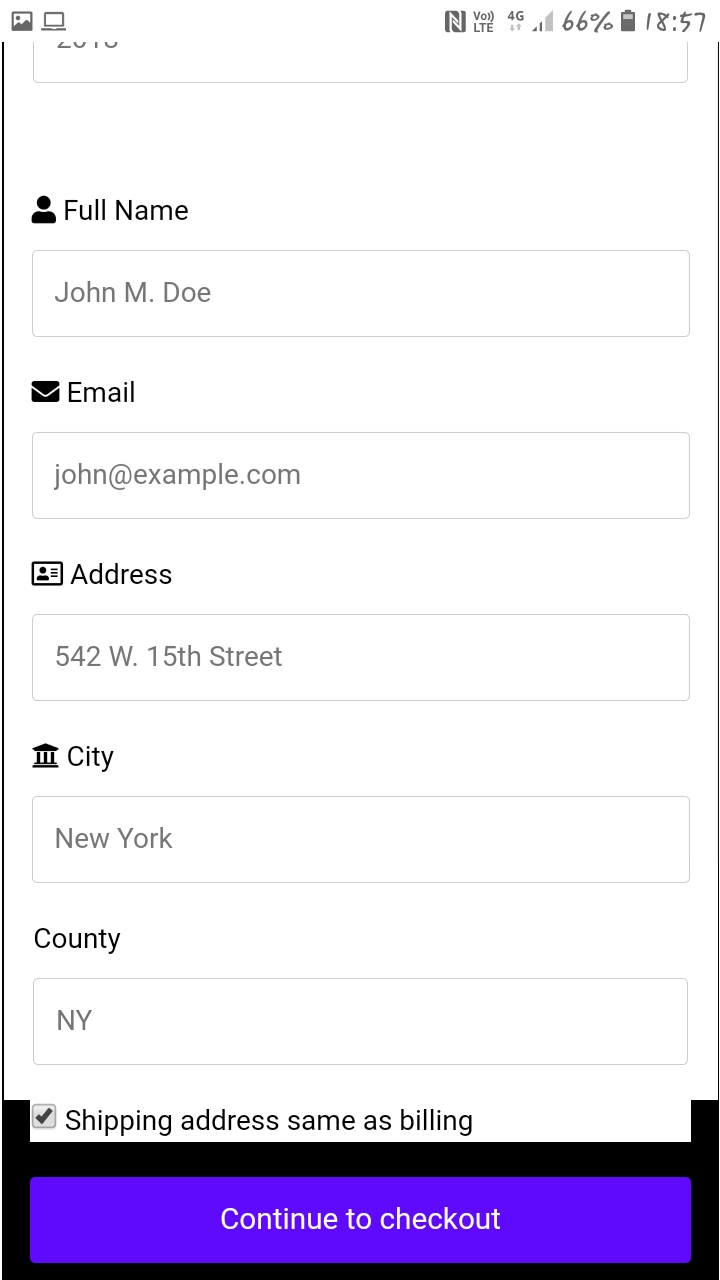 Vo)) LTE 4G 66% 18:57
Full Name
John M. Doe
Email
john@example.com
Address
542 W. 15th Street
City
New York
County
NY
Shipping address same as billing
Continue to checkout